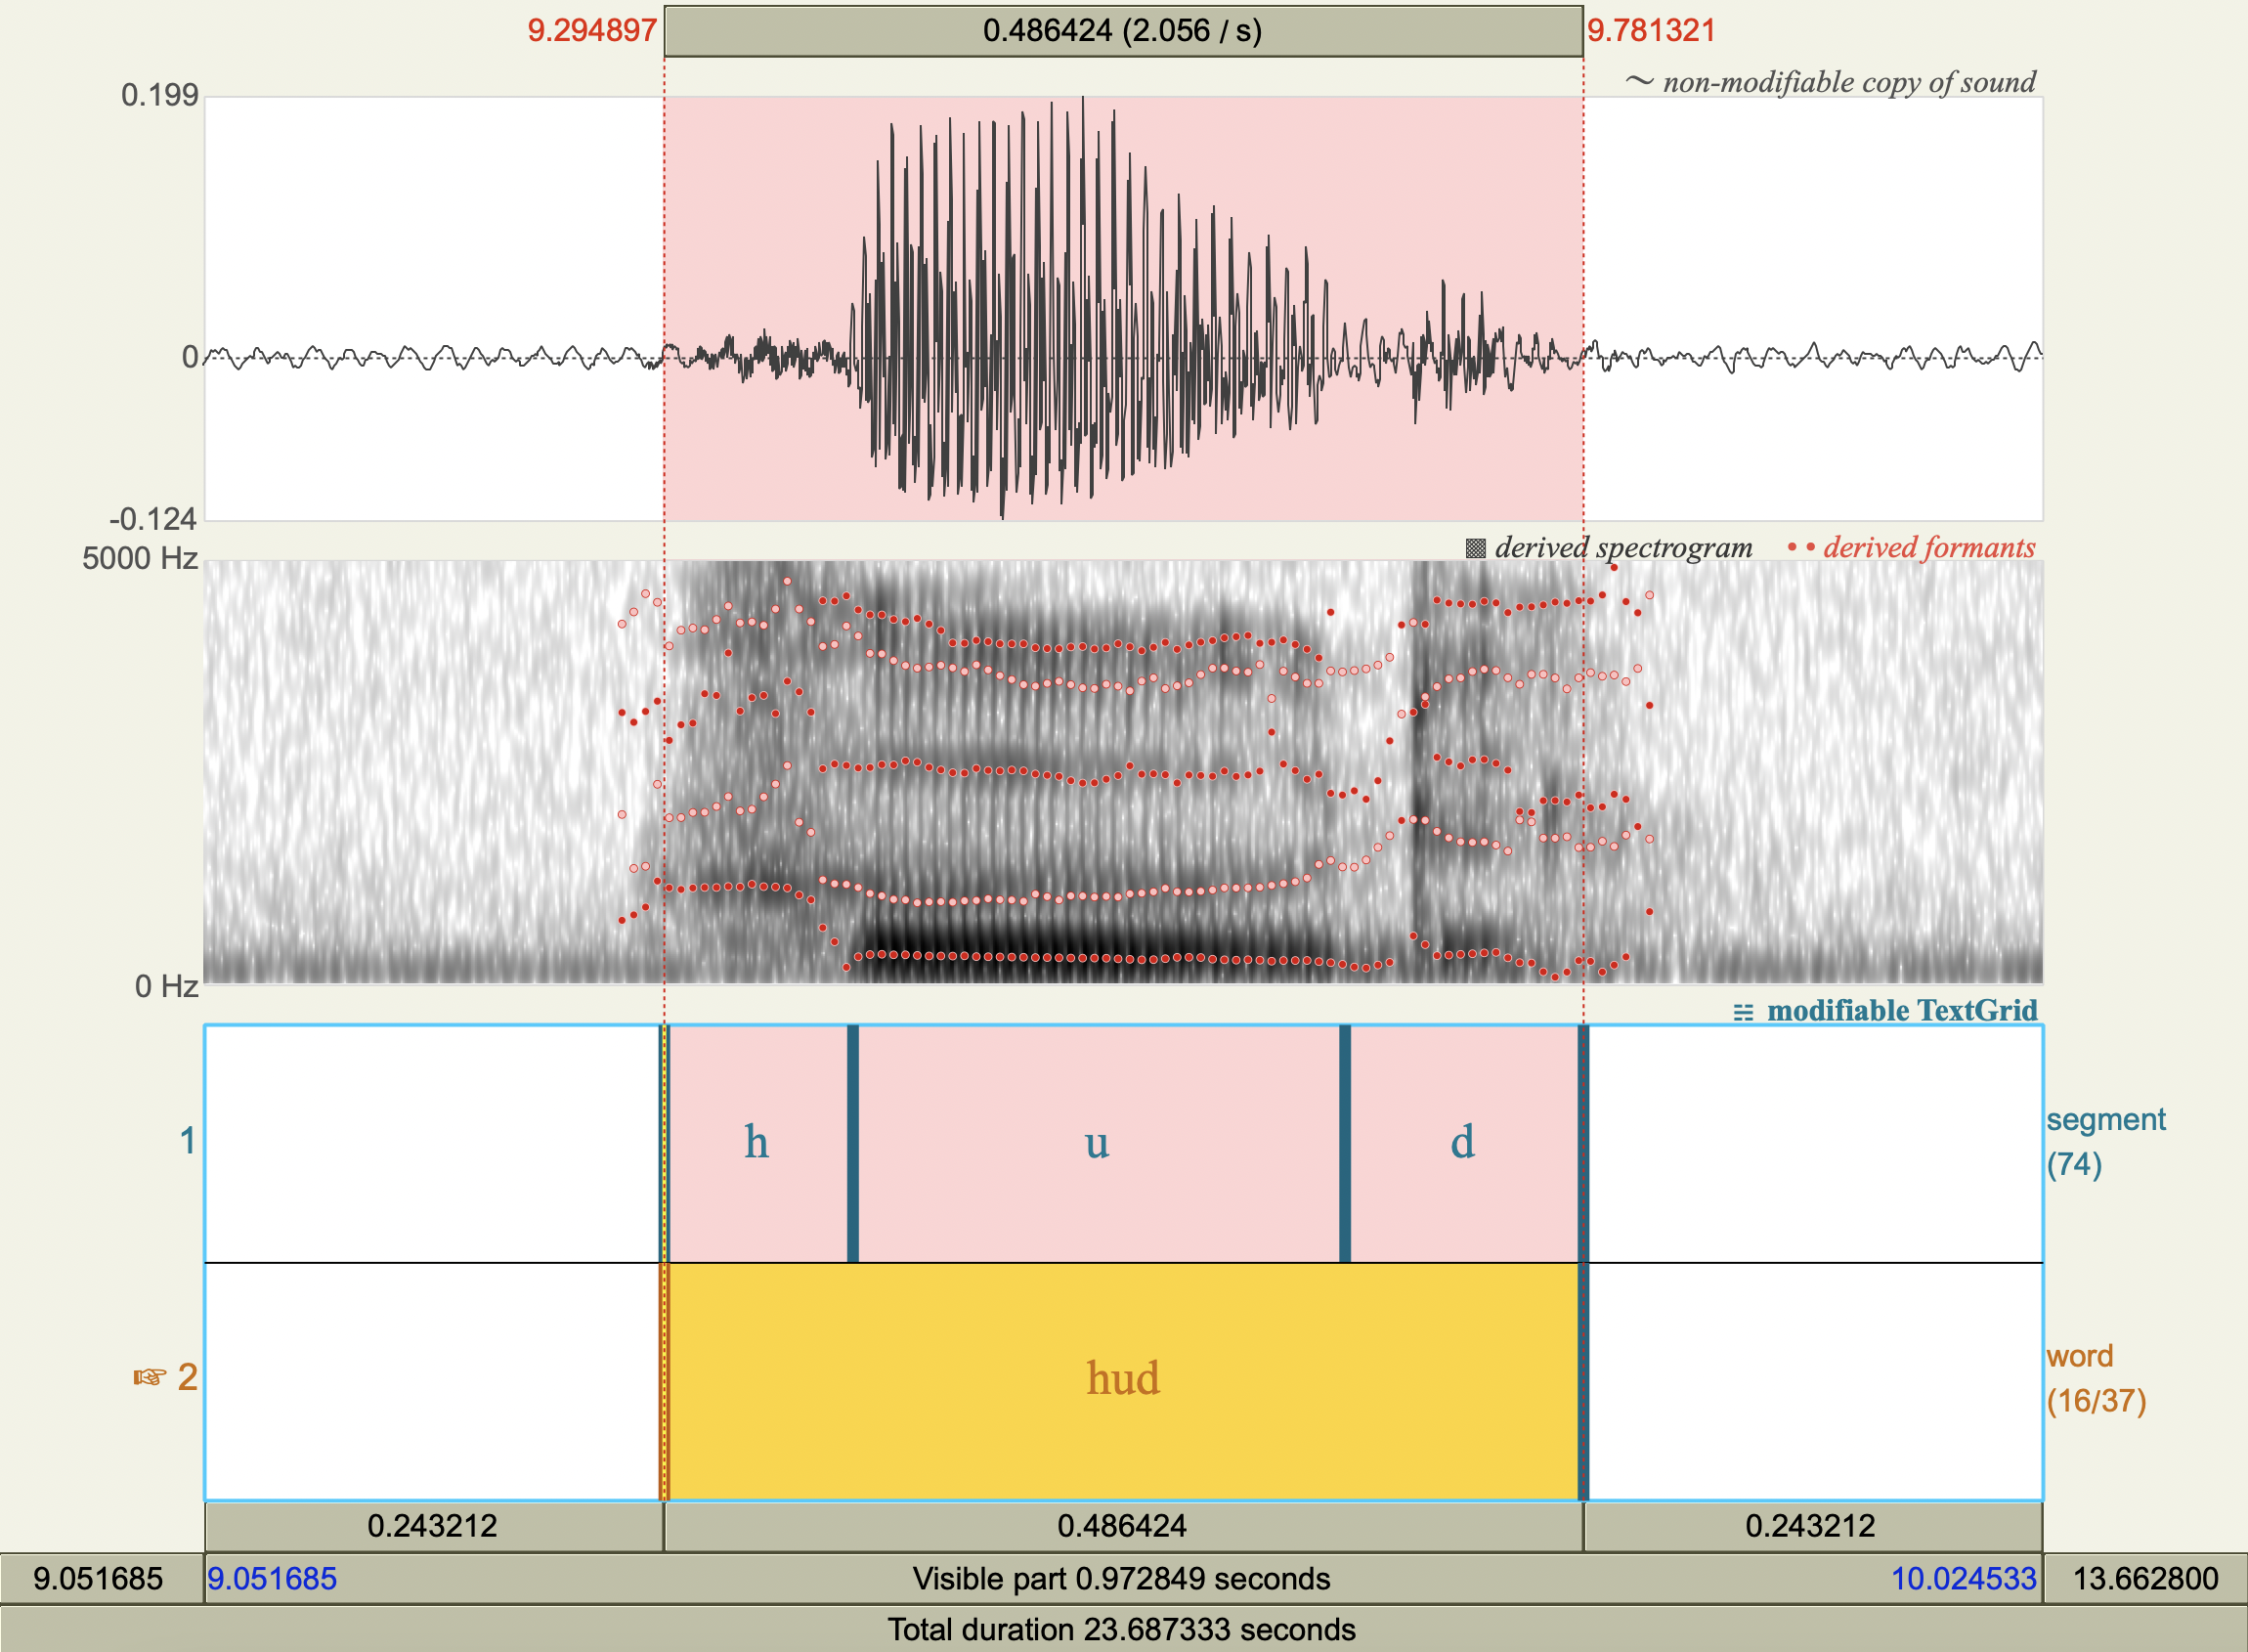 9.294897 0.486424 (2.056 / s) 9.781321
~ non-modifiable copy of sound
0.199
0
-0.124
derived spectrogram •• derived formants
5000 Hz
0 Hz
modifiable TextGrid
1 h u d segment
(74)
☞ 2 hud word
(16/37)
0.243212 0.486424 0.243212
9.051685 9.051685 Visible part 0.972849 seconds 10.024533 13.662800
Total duration 23.687333 seconds